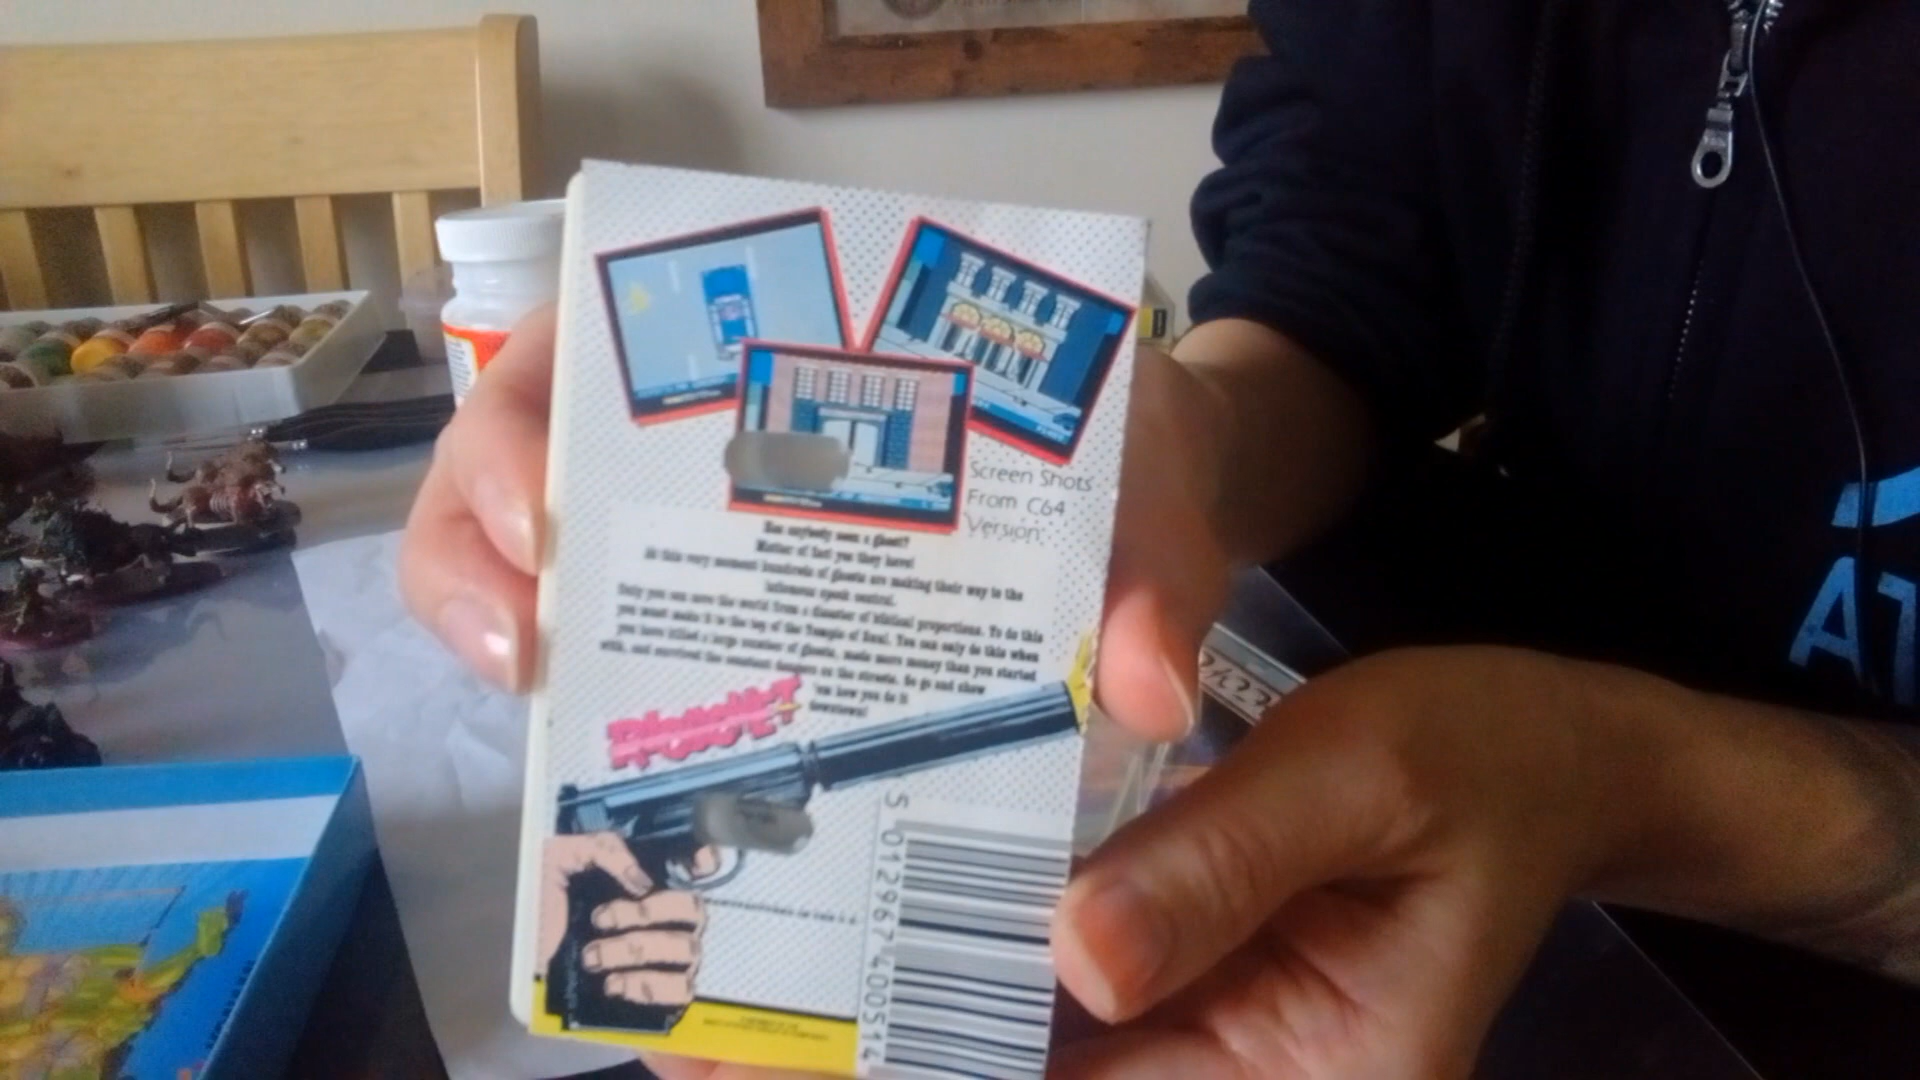 Screen Shots
From C64
Version
Has anybody seen a ghost?
Matter of fact yes they have!
At this very moment hundreds of ghosts are making their way to the
infamous spook central.
Only you can save the world from a disaster of biblical proportions. To do this
you must make it to the top of the Temple of Zuul. You can only do this when
you have killed a large number of ghosts, made more money than you started
with, and survived the constant dangers on the streets. So go and show
'em how you do it
downtown!
RICOCHET
5 012967 400514
AT